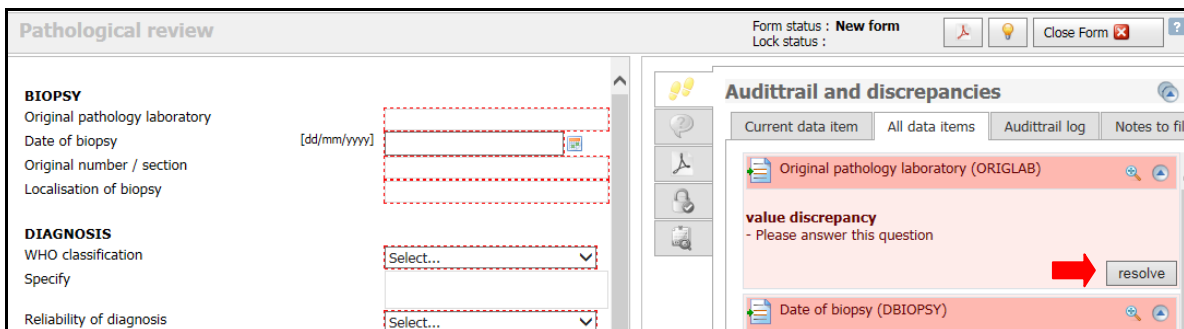 Pathological review
Form status : New form
Lock status :
Close Form
?
BIOPSY
Original pathology laboratory
Date of biopsy [dd/mm/yyyy]
Original number / section
Localisation of biopsy
DIAGNOSIS
WHO classification Select...
Specify
Reliability of diagnosis Select...
Audittrail and discrepancies
Current data item All data items Audittrail log Notes to fil
Original pathology laboratory (ORIGLAB)
value discrepancy
- Please answer this question
resolve
Date of biopsy (DBIOPSY)